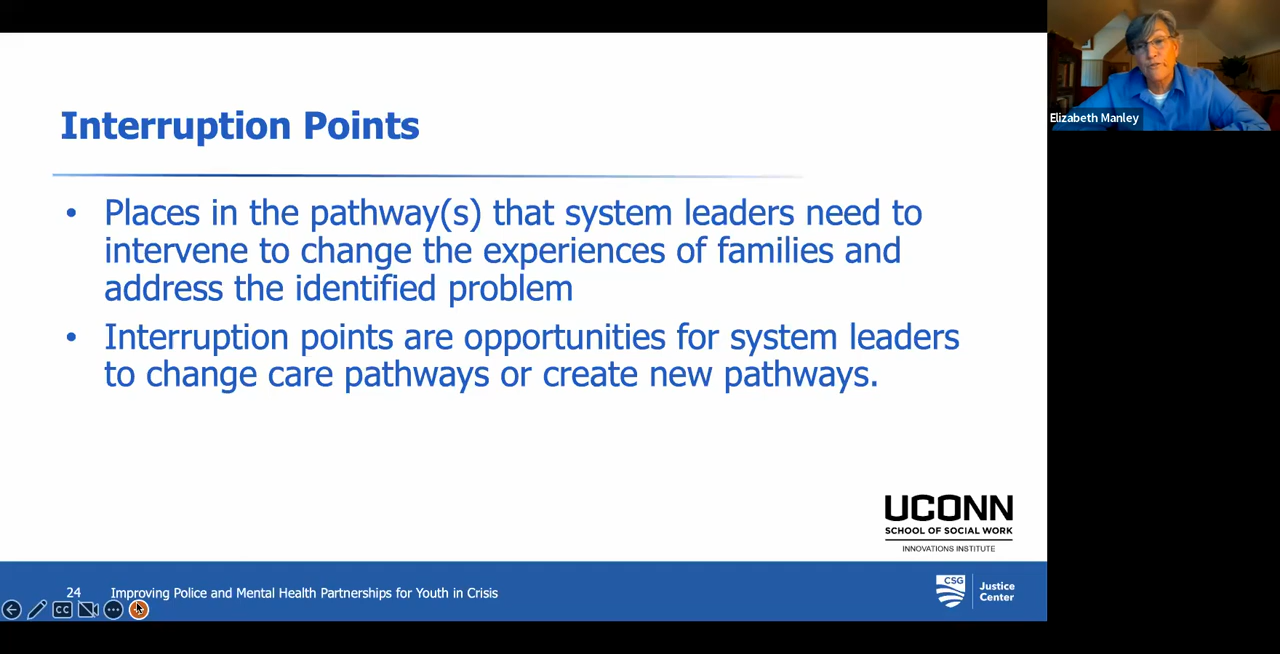 Interruption Points
• Places in the pathway(s) that system leaders need to
intervene to change the experiences of families and
address the identified problem
• Interruption points are opportunities for system leaders
to change care pathways or create new pathways.
UCONN
SCHOOL OF SOCIAL WORK
INNOVATIONS INSTITUTE
24 Improving Police and Mental Health Partnerships for Youth in Crisis
CSG
Justice
Center
CC
Elizabeth Manley